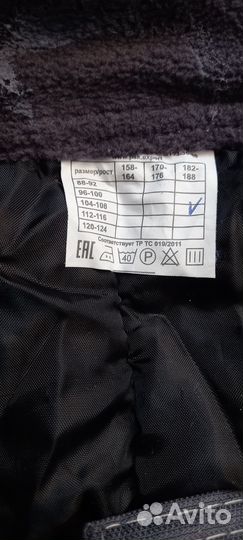 размер/рост 158-164 170-176 182-188
88-92
96-100
104-108 ✓
112-116
120-124
Соответствует ТР ТС 019/2011
EAC 40 P
Avito